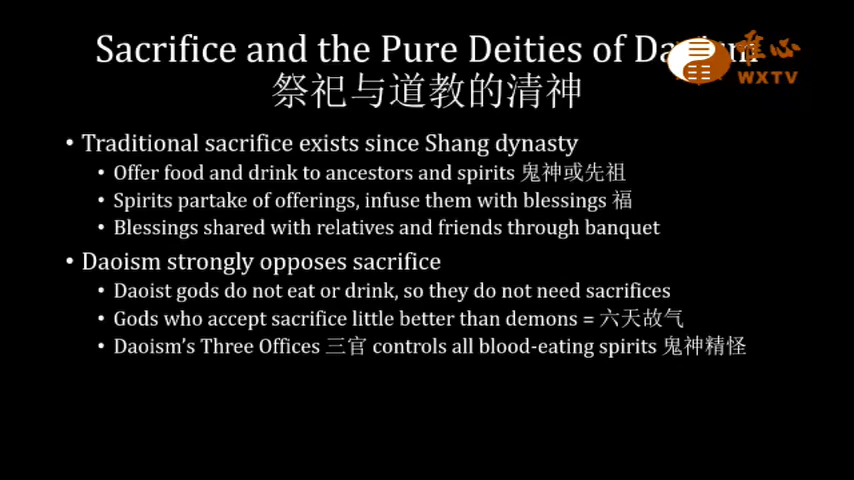 Sacrifice and the Pure Deities of Daoism
祭祀与道教的清神
唯心
WXTV
• Traditional sacrifice exists since Shang dynasty
• Offer food and drink to ancestors and spirits 鬼神或先祖
• Spirits partake of offerings, infuse them with blessings 福
• Blessings shared with relatives and friends through banquet
• Daoism strongly opposes sacrifice
• Daoist gods do not eat or drink, so they do not need sacrifices
• Gods who accept sacrifice little better than demons = 六天故气
• Daoism's Three Offices 三官 controls all blood-eating spirits 鬼神精怪